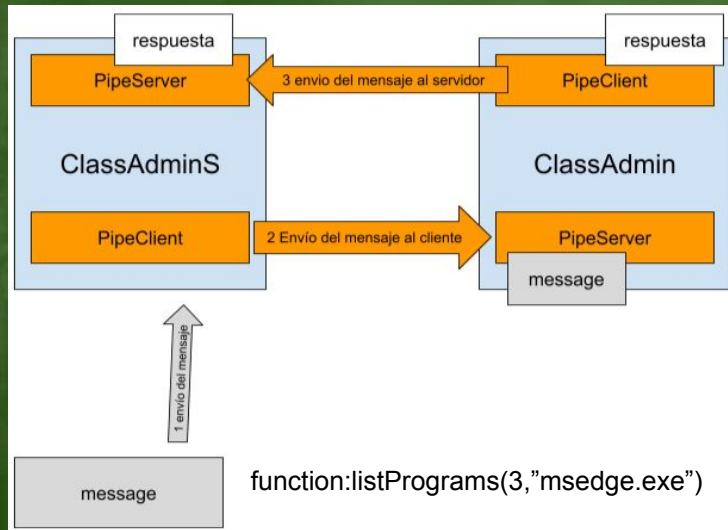 respuesta
PipeServer
ClassAdminS
PipeClient
3 envio del mensaje al servidor
respuesta
PipeClient
ClassAdmin
PipeServer
message
2 Envío del mensaje al cliente
1 envío del mensaje
message
function:listPrograms(3,”msedge.exe”)